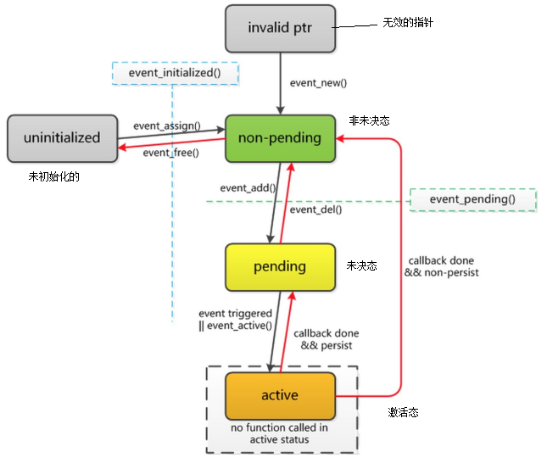 invalid ptr
无效的指针
event_initialized()
event_new()
event_assign()
uninitialized
non-pending
非未决态
event_free()
未初始化的
event_add()
event_del()
event_pending()
pending
未决态
callback done
&& non-persist
event triggered
|| event_active()
callback done
&& persist
active
激活态
no function called in
active status